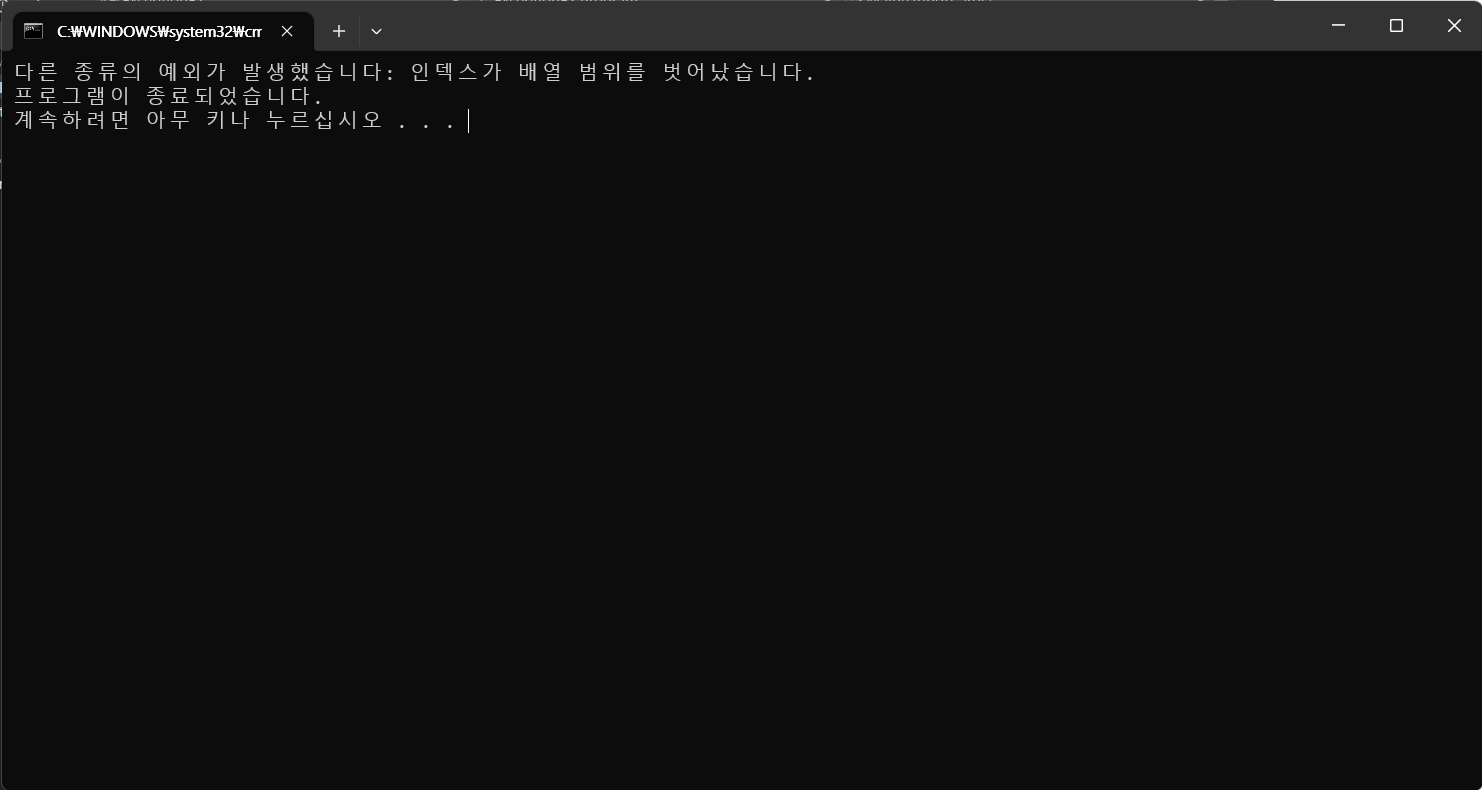 C:₩WINDOWS₩system32₩cm
다른 종류의 예외가 발생했습니다: 인덱스가 배열 범위를 벗어났습니다.
프로그램이 종료되었습니다.
계속하려면 아무 키나 누르십시오 . . .